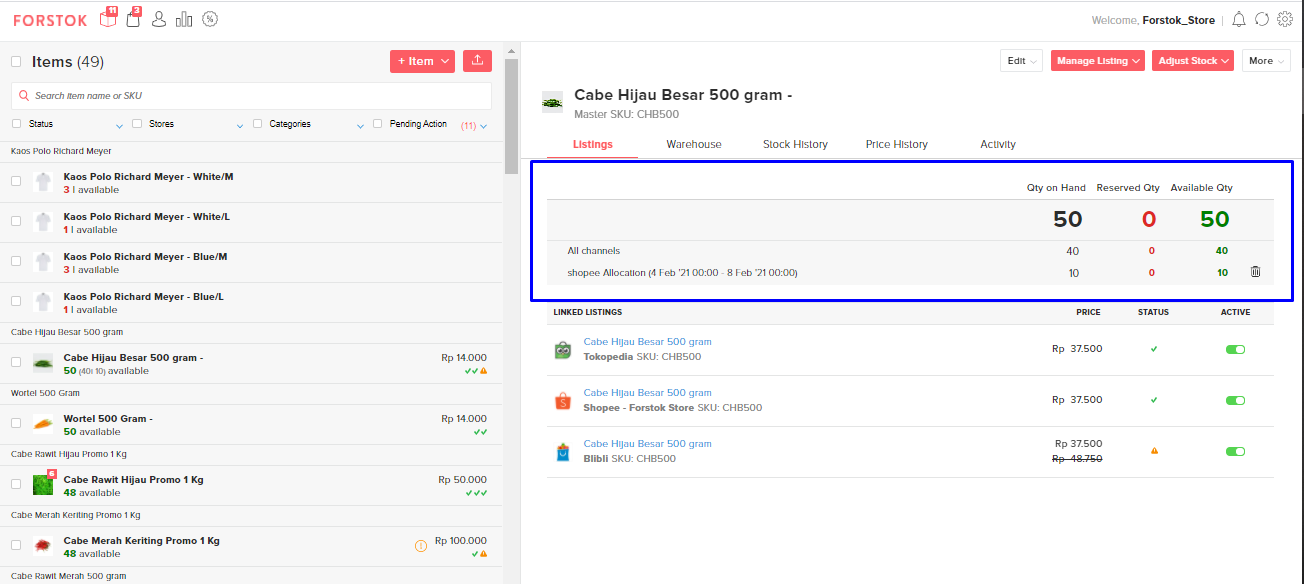 FORSTOK 11 3
Welcome, Forstok_Store
Items (49)
+ Item
Search Item name or SKU
Status Stores Categories Pending Action (11)
Kaos Polo Richard Meyer
Kaos Polo Richard Meyer - White/M
3 I available
Kaos Polo Richard Meyer - White/L
1 I available
Kaos Polo Richard Meyer - Blue/M
3 I available
Kaos Polo Richard Meyer - Blue/L
1 I available
Cabe Hijau Besar 500 gram
Cabe Hijau Besar 500 gram - Rp 14.000
50 (40I 10) available
Wortel 500 Gram
Wortel 500 Gram - Rp 14.000
50 available
Cabe Rawit Hijau Promo 1 Kg
6
Cabe Rawit Hijau Promo 1 Kg Rp 50.000
48 available
Cabe Merah Keriting Promo 1 Kg
Cabe Merah Keriting Promo 1 Kg Rp 100.000
48 available
Cabe Rawit Merah 500 gram
Edit Manage Listing Adjust Stock More
Cabe Hijau Besar 500 gram -
Master SKU: CHB500
Listings Warehouse Stock History Price History Activity
Qty on Hand Reserved Qty Available Qty
50 0 50
All channels 40 0 40
shopee Allocation (4 Feb '21 00:00 - 8 Feb '21 00:00) 10 0 10
LINKED LISTINGS PRICE STATUS ACTIVE
Cabe Hijau Besar 500 gram
Tokopedia SKU: CHB500 Rp 37.500
Cabe Hijau Besar 500 gram
Shopee - Forstok Store SKU: CHB500 Rp 37.500
Cabe Hijau Besar 500 gram Rp 37.500
Blibli SKU: CHB500 Rp 48.750